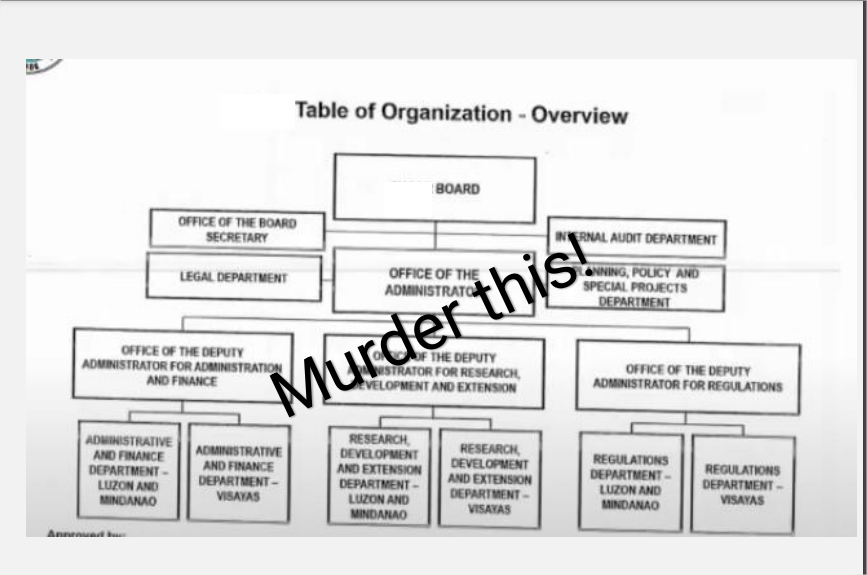 Table of Organization - Overview
BOARD
OFFICE OF THE BOARD
SECRETARY
INTERNAL AUDIT DEPARTMENT
LEGAL DEPARTMENT
OFFICE OF THE
ADMINISTRATOR
PLANNING, POLICY AND
SPECIAL PROJECTS
DEPARTMENT
Murder this!
OFFICE OF THE DEPUTY
ADMINISTRATOR FOR ADMINISTRATION
AND FINANCE
OFFICE OF THE DEPUTY
ADMINISTRATOR FOR RESEARCH,
DEVELOPMENT AND EXTENSION
OFFICE OF THE DEPUTY
ADMINISTRATOR FOR REGULATIONS
ADMINISTRATIVE
AND FINANCE
DEPARTMENT –
LUZON AND
MINDANAO
ADMINISTRATIVE
AND FINANCE
DEPARTMENT –
VISAYAS
RESEARCH,
DEVELOPMENT
AND EXTENSION
DEPARTMENT –
LUZON AND
MINDANAO
RESEARCH,
DEVELOPMENT
AND EXTENSION
DEPARTMENT –
VISAYAS
REGULATIONS
DEPARTMENT –
LUZON AND
MINDANAO
REGULATIONS
DEPARTMENT –
VISAYAS
Approved by: